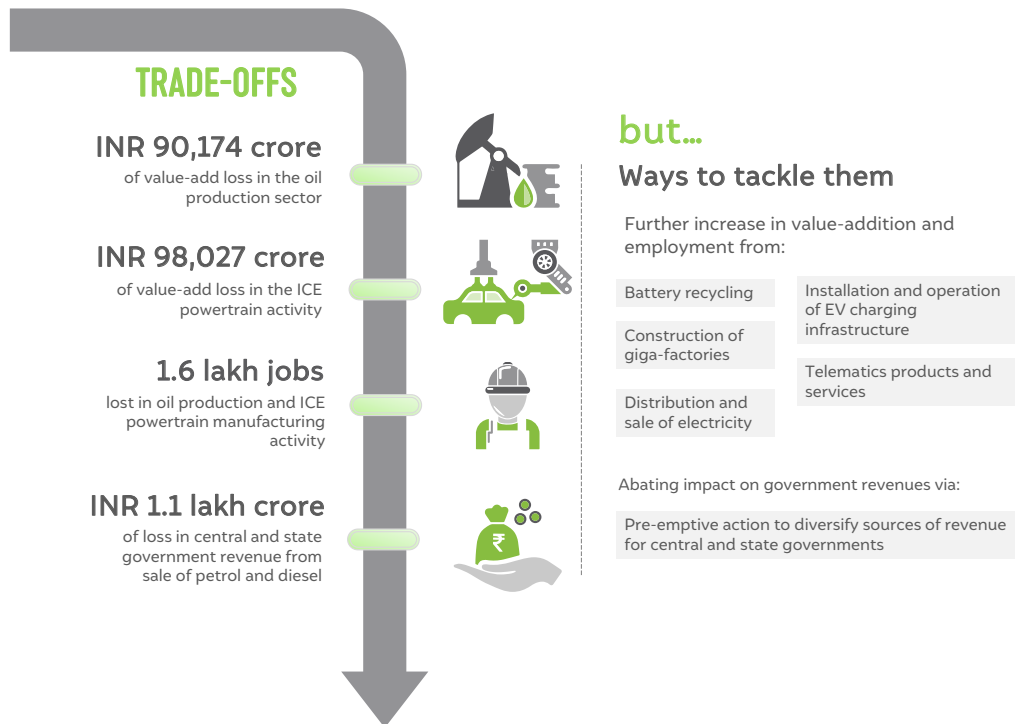 TRADE-OFFS
INR 90,174 crore
of value-add loss in the oil
production sector
INR 98,027 crore
of value-add loss in the ICE
powertrain activity
1.6 lakh jobs
lost in oil production and ICE
powertrain manufacturing
activity
INR 1.1 lakh crore
of loss in central and state
government revenue from
sale of petrol and diesel
₹
but...
Ways to tackle them
Further increase in value-addition and
employment from:
Battery recycling
Construction of
giga-factories
Distribution and
sale of electricity
Installation and operation
of EV charging
infrastructure
Telematics products and
services
Abating impact on government revenues via:
Pre-emptive action to diversify sources of revenue
for central and state governments